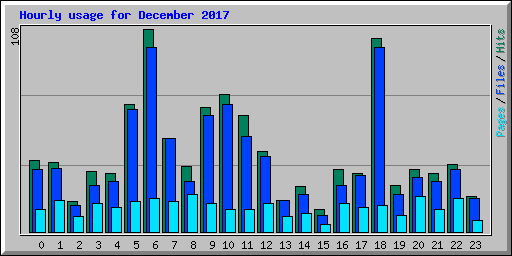 Hourly usage for December 2017
108
Pages/Files/Hits
0 1 2 3 4 5 6 7 8 9 10 11 12 13 14 15 16 17 18 19 20 21 22 23